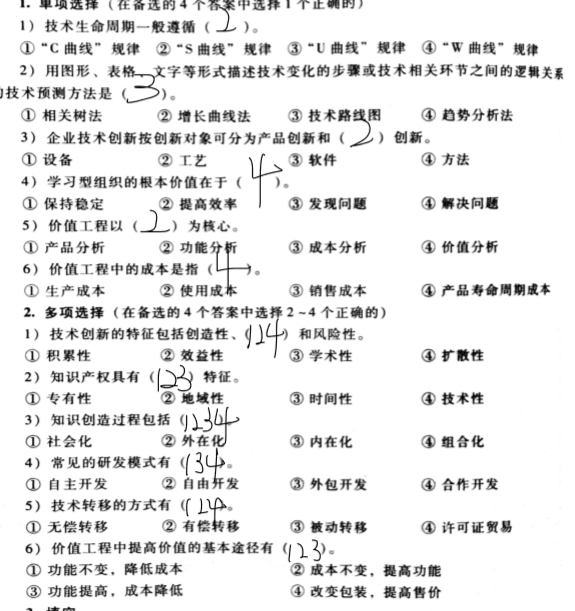 1. 单项选择（在备选的4个答案中选择1个正确的）
1）技术生命周期一般遵循（2）。
①“C曲线”规律 ②“S曲线”规律 ③“U曲线”规律 ④“W曲线”规律
2）用图形、表格、文字等形式描述技术变化的步骤或技术相关环节之间的逻辑关系
的技术预测方法是（3）。
①相关树法 ②增长曲线法 ③技术路线图 ④趋势分析法
3）企业技术创新按创新对象可分为产品创新和（2）创新。
①设备 ②工艺 ③软件 ④方法
4）学习型组织的根本价值在于（4）。
①保持稳定 ②提高效率 ③发现问题 ④解决问题
5）价值工程以（2）为核心。
①产品分析 ②功能分析 ③成本分析 ④价值分析
6）价值工程中的成本是指（4）。
①生产成本 ②使用成本 ③销售成本 ④产品寿命周期成本
2. 多项选择（在备选的4个答案中选择2~4个正确的）
1）技术创新的特征包括创造性、（124）和风险性。
①积累性 ②效益性 ③学术性 ④扩散性
2）知识产权具有（123）特征。
①专有性 ②地域性 ③时间性 ④技术性
3）知识创造过程包括（1234
①社会化 ②外在化 ③内在化 ④组合化
4）常见的研发模式有（134）。
①自主开发 ②自由开发 ③外包开发 ④合作开发
5）技术转移的方式有（124）。
①无偿转移 ②有偿转移 ③被动转移 ④许可证贸易
6）价值工程中提高价值的基本途径有（123）。
①功能不变，降低成本 ②成本不变，提高功能
③功能提高，成本降低 ④改变包装，提高售价